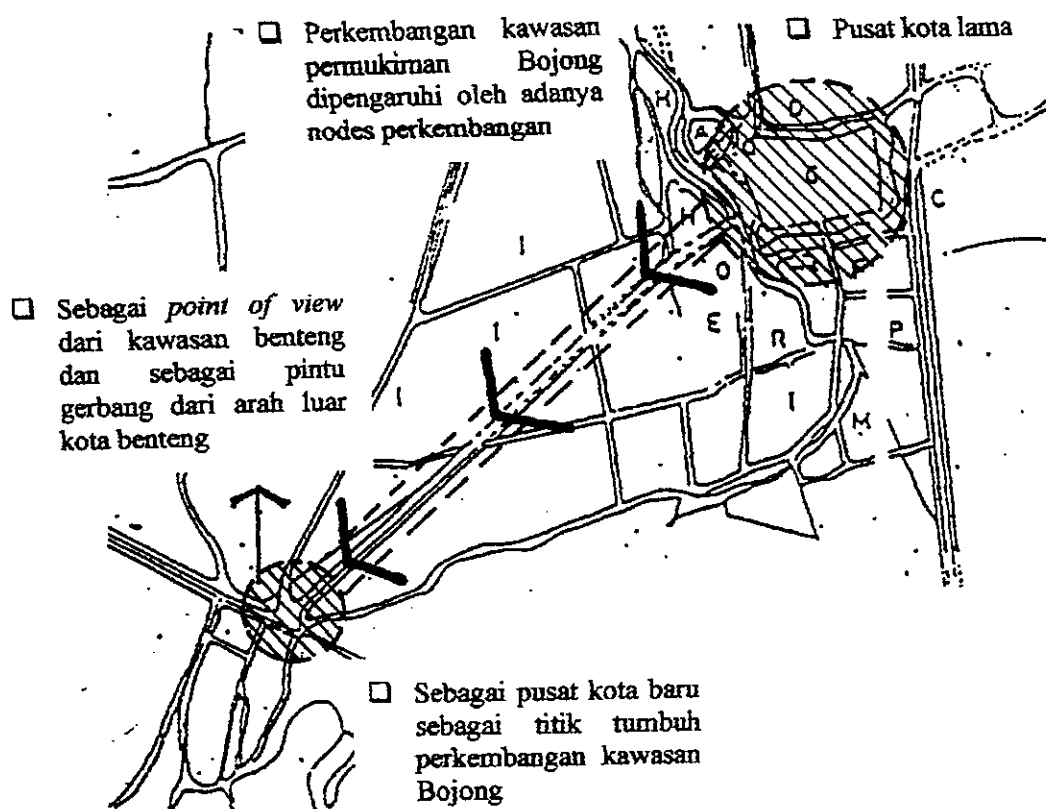 ❑ Perkembangan kawasan
permukiman Bojong
dipengaruhi oleh adanya
nodes perkembangan
❑ Pusat kota lama
❑ Sebagai point of view
dari kawasan benteng
dan sebagai pintu
gerbang dari arah luar
kota benteng
❑ Sebagai pusat kota baru
sebagai titik tumbuh
perkembangan kawasan
Bojong
H
A
D
G
C
H
I
O
E
I
R
P
I
I
M